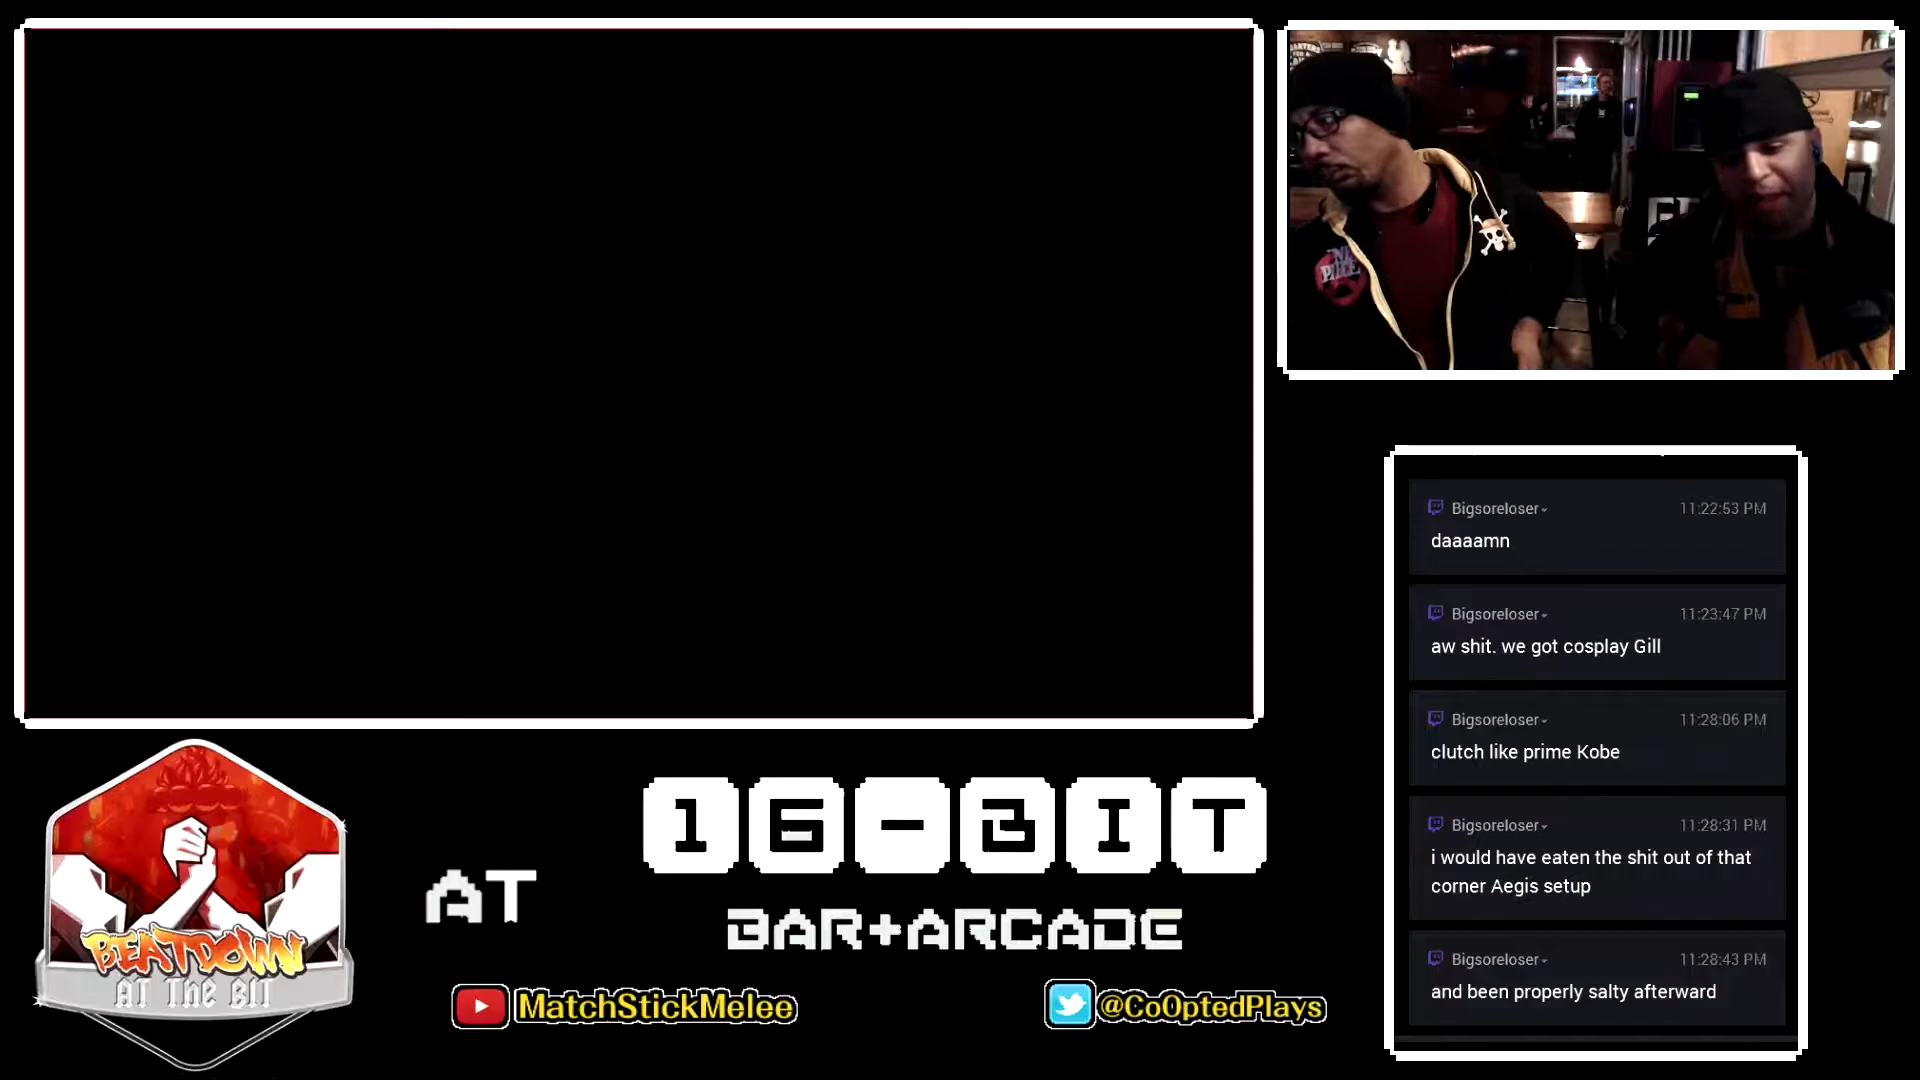 PIECE
Bigsoreloser
11:22:53 PM
daaaamn
Bigsoreloser
11:23:47 PM
aw shit. we got cosplay Gill
Bigsoreloser
11:28:06 PM
clutch like prime Kobe
Bigsoreloser
11:28:31 PM
i would have eaten the shit out of that
corner Aegis setup
Bigsoreloser
11:28:43 PM
and been properly salty afterward
BEATDOWN
AT The BIT
AT
16-BIT
BAR+ARCADE
MatchStickMelee
@CoOptedPlays